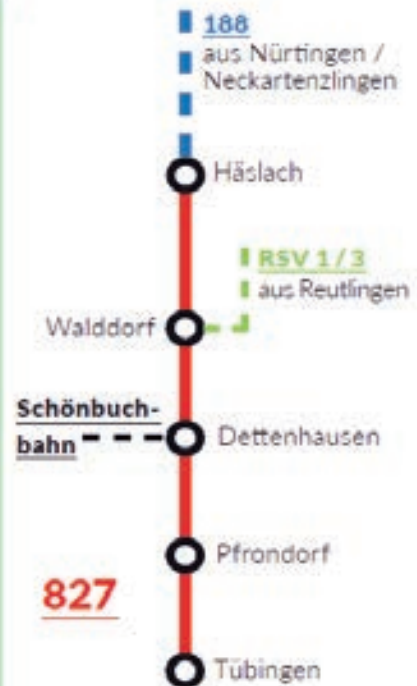 188
aus Nürtingen /
Neckartenzlingen
Häslach
RSV 1 / 3
aus Reutlingen
Walddorf
Schönbuch-
bahn
Dettenhausen
Pfrondorf
827
Tübingen